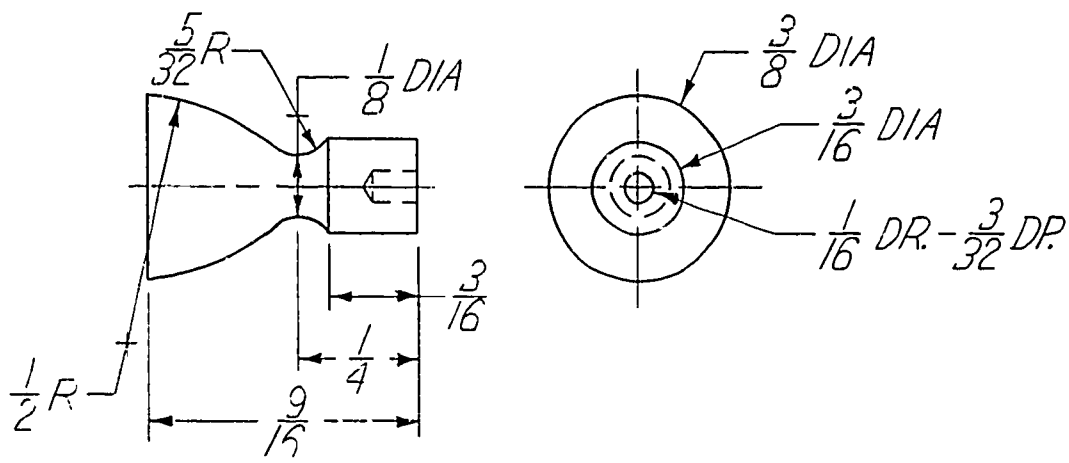 5/32 R
1/8 DIA
3/8 DIA
3/16 DIA
1/16 DR. - 3/32 DP.
3/16
1/4
1/2 R
9/16